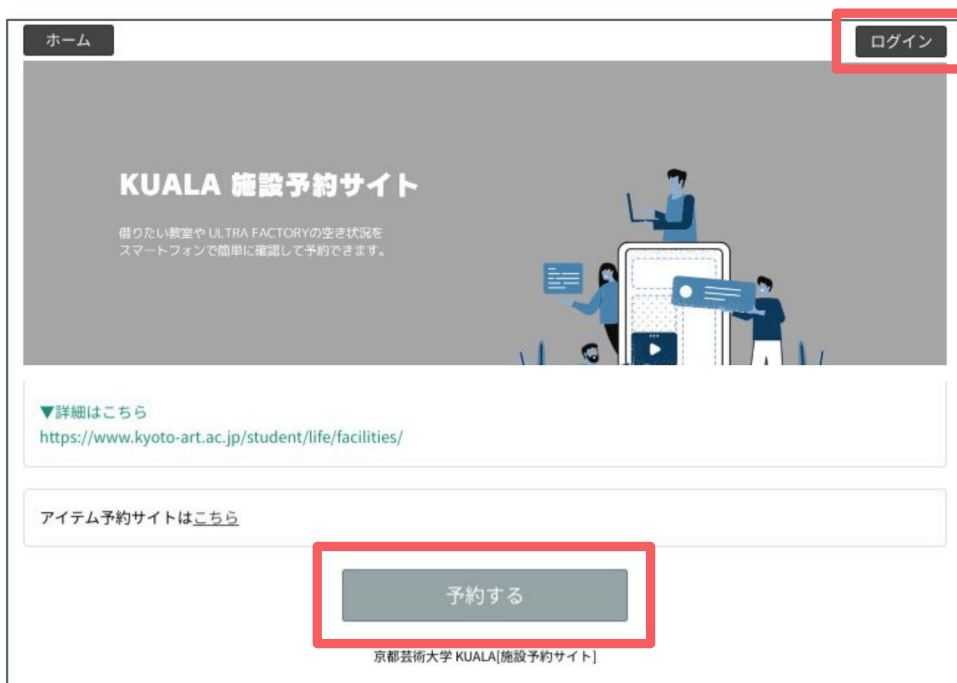 ホーム
ログイン
KUALA 施設予約サイト
借りたい教室や ULTRA FACTORYの空き状況を
スマートフォンで簡単に確認して予約できます。
▼詳細はこちら
https://www.kyoto-art.ac.jp/student/life/facilities/
アイテム予約サイトはこちら
予約する
京都芸術大学 KUALA[施設予約サイト]